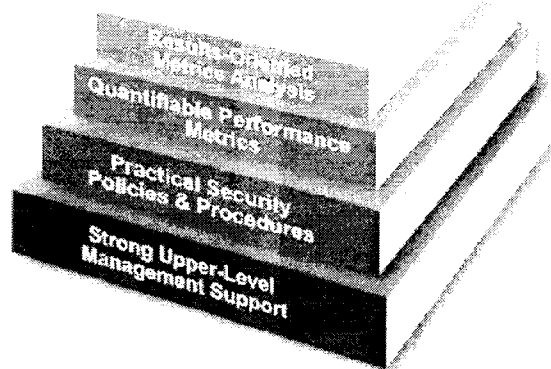 Results-Oriented
Metrics Analysis
Quantifiable Performance
Metrics
Practical Security
Policies & Procedures
Strong Upper-Level
Management Support